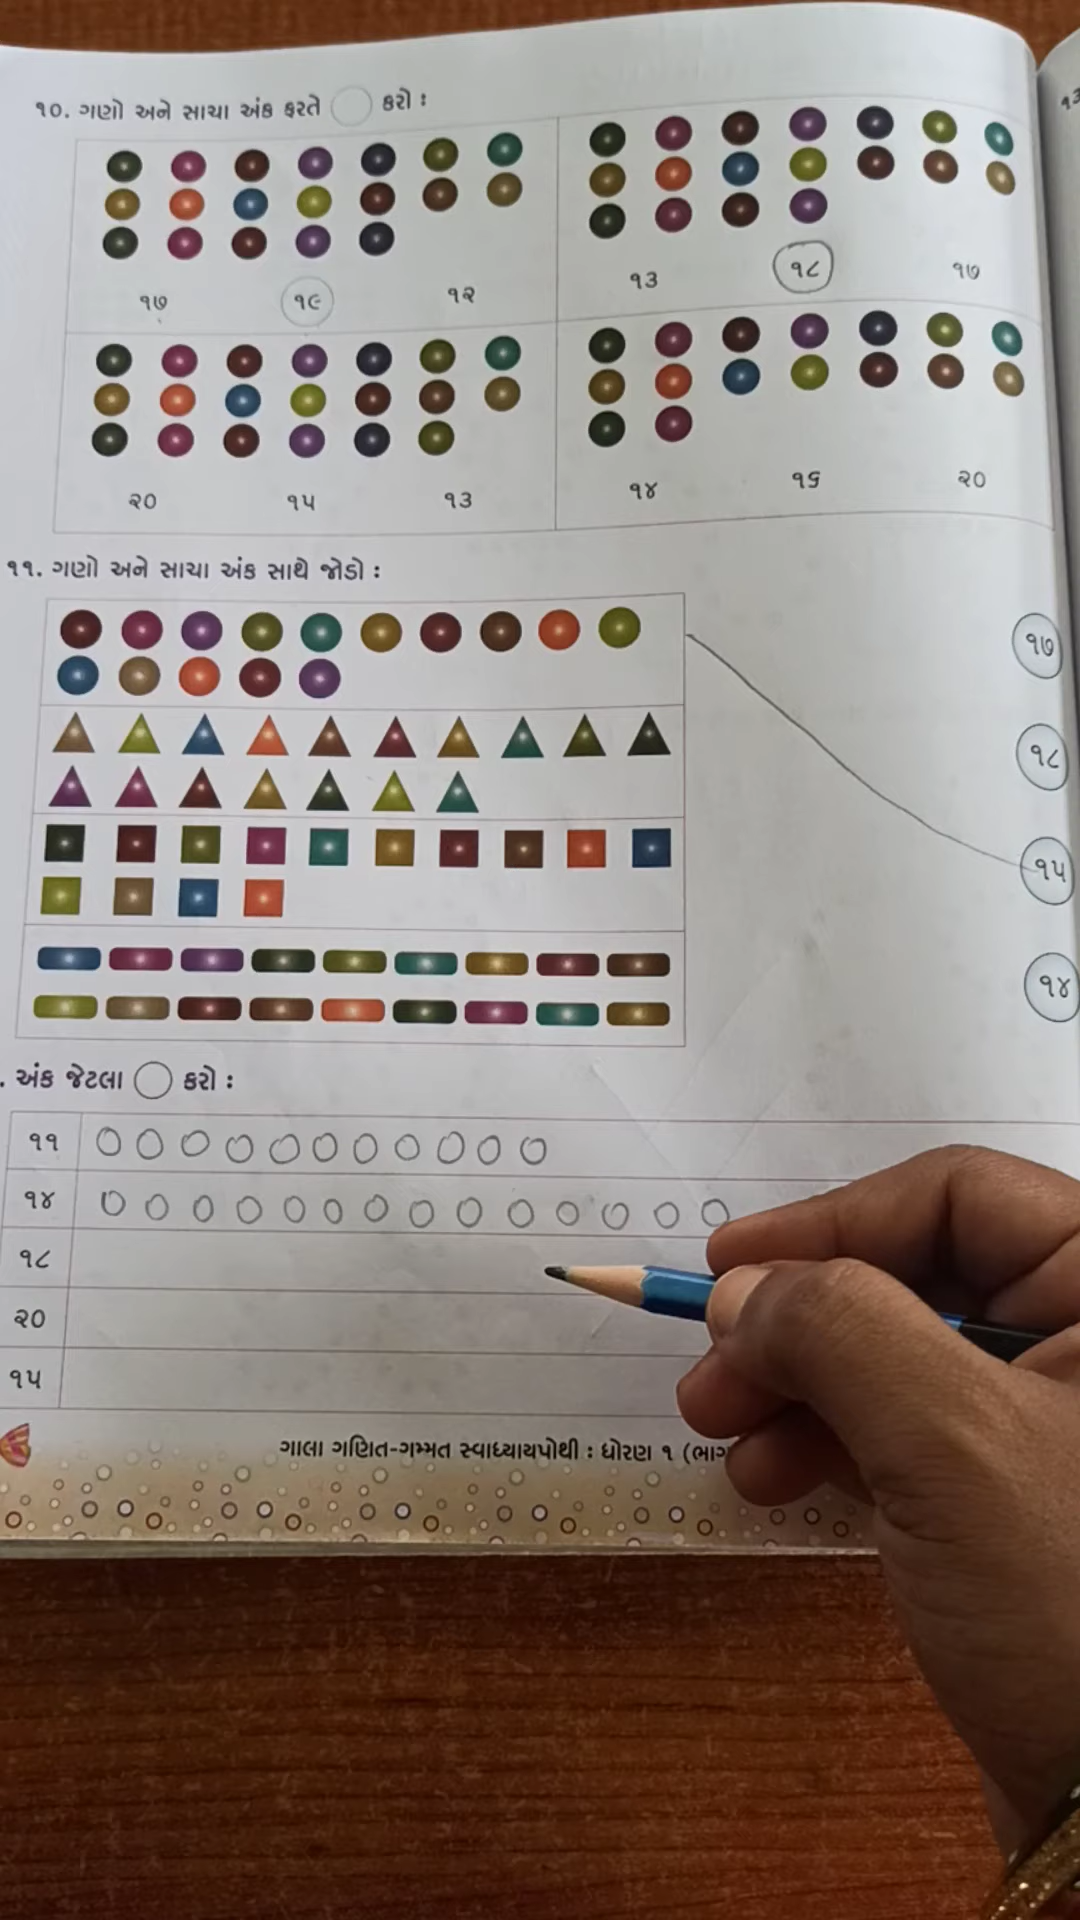 ૧૦. ગણો અને સાચા અંક ફરતે કરો :
૧૭ ૧૯ ૧૨
૧૩ ૧૮ ૧૭
૨૦ ૧૫ ૧૩
૧૪ ૧૬ ૨૦
૧૧. ગણો અને સાચા અંક સાથે જોડો :
૧૭
૧૮
૧૫
૧૪
. અંક જેટલા કરો :
૧૧
૧૪
૧૮
૨૦
૧૫
ગાલા ગણિત-ગમ્મત સ્વાધ્યાયપોથી : ધોરણ ૧ (ભાગ